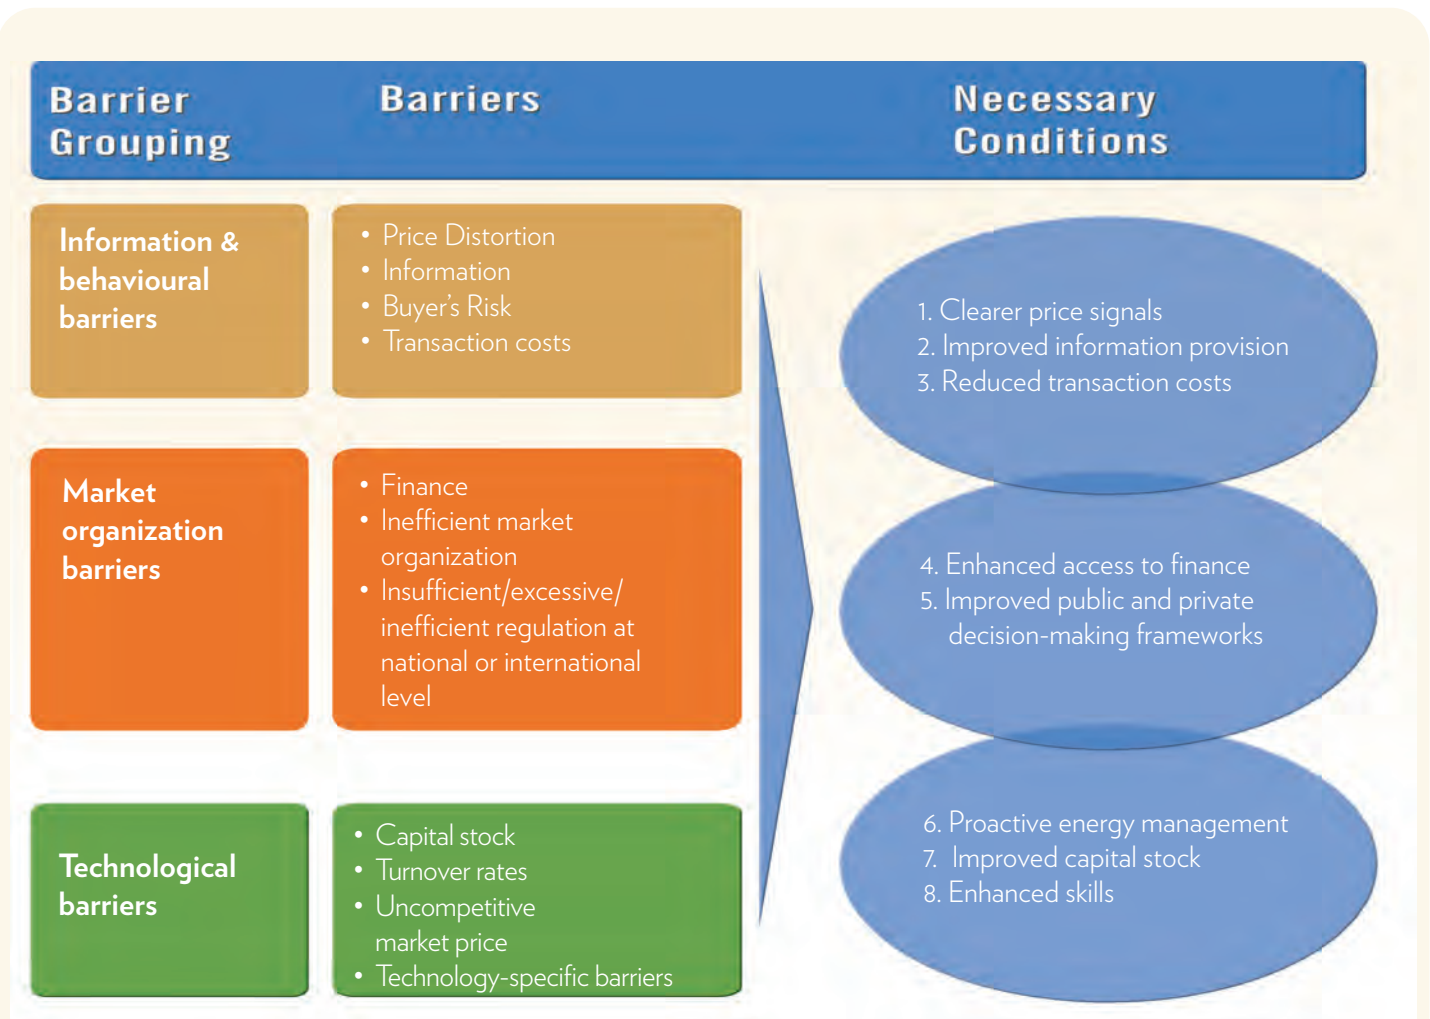 Barrier
Grouping
Barriers
Necessary
Conditions
Information &
behavioural
barriers
• Price Distortion
• Information
• Buyer's Risk
• Transaction costs
1. Clearer price signals
2. Improved information provision
3. Reduced transaction costs
Market
organization
barriers
• Finance
• Inefficient market
organization
• Insufficient/excessive/
inefficient regulation at
national or international
level
4. Enhanced access to finance
5. Improved public and private
decision-making frameworks
Technological
barriers
• Capital stock
• Turnover rates
• Uncompetitive
market price
• Technology-specific barriers
6. Proactive energy management
7. Improved capital stock
8. Enhanced skills